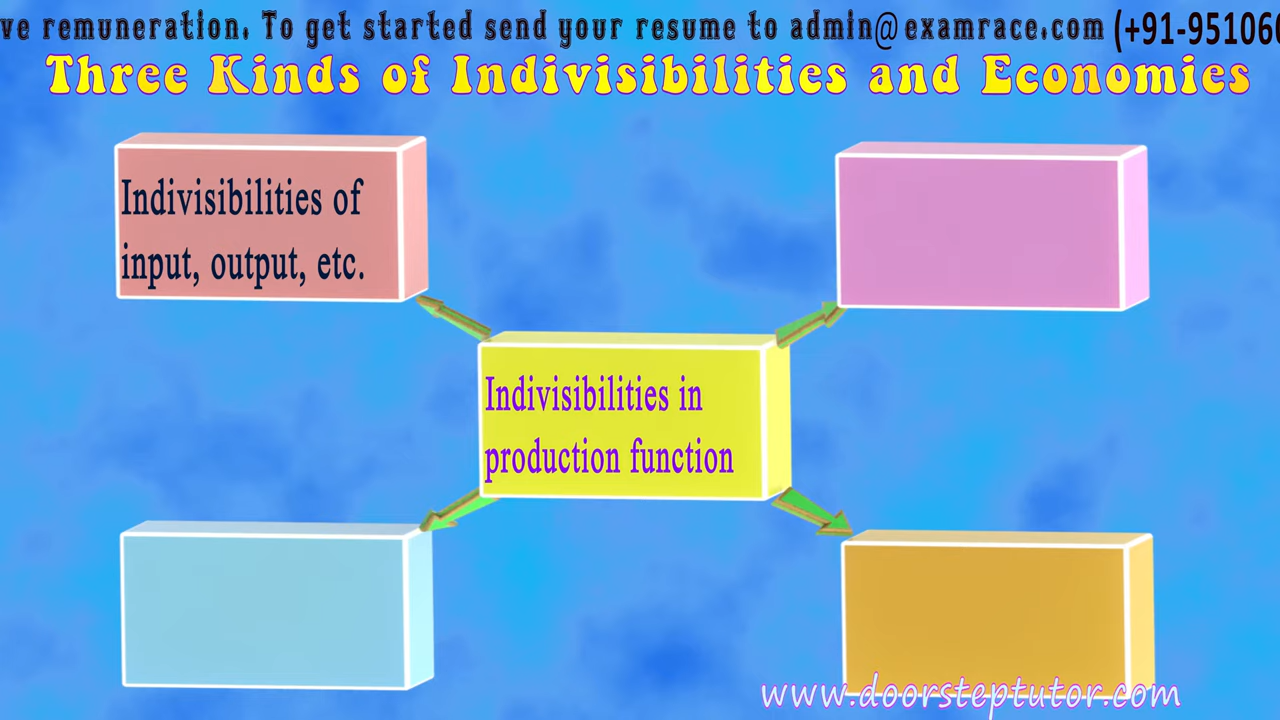 ve remuneration. To get started send your resume to admin@examrace.com (+91-95106
Three Kinds of Indivisibilities and Economies
Indivisibilities of
input, output, etc.
Indivisibilities in
production function
www.doorsteptutor.com